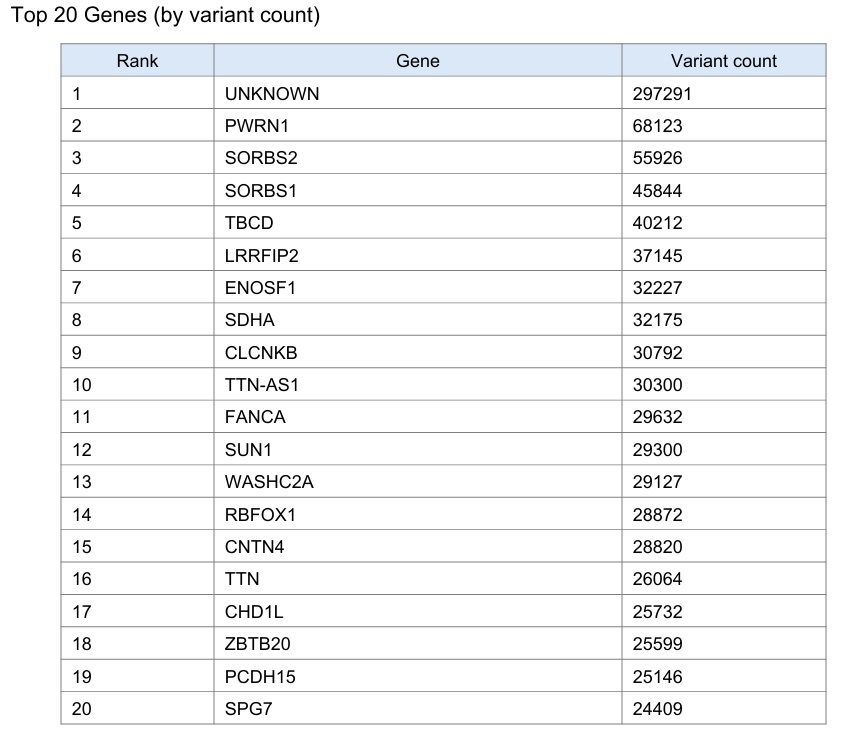 Top 20 Genes (by variant count)
Rank Gene Variant count
1 UNKNOWN 297291
2 PWRN1 68123
3 SORBS2 55926
4 SORBS1 45844
5 TBCD 40212
6 LRRFIP2 37145
7 ENOSF1 32227
8 SDHA 32175
9 CLCNKB 30792
10 TTN-AS1 30300
11 FANCA 29632
12 SUN1 29300
13 WASHC2A 29127
14 RBFOX1 28872
15 CNTN4 28820
16 TTN 26064
17 CHD1L 25732
18 ZBTB20 25599
19 PCDH15 25146
20 SPG7 24409